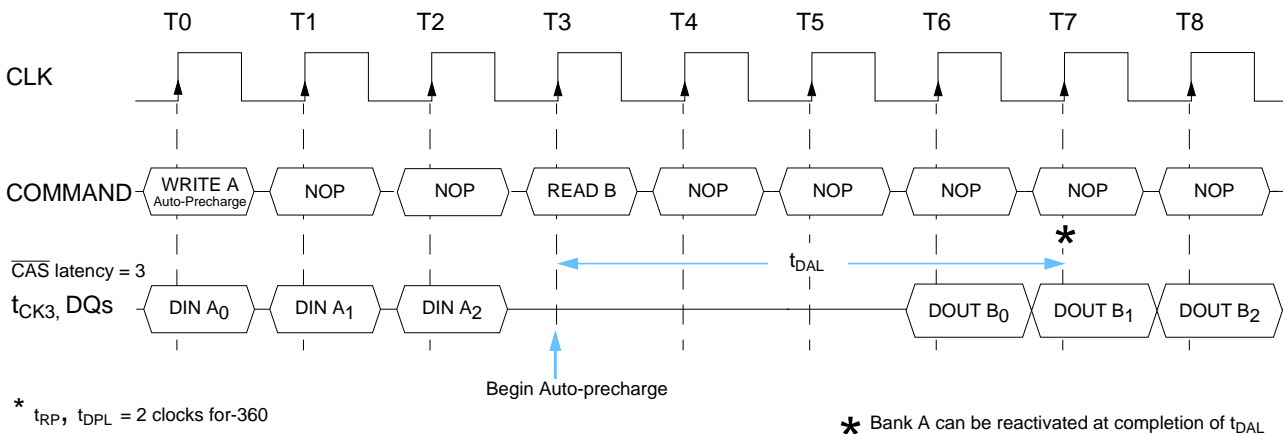 T0 T1 T2 T3 T4 T5 T6 T7 T8
CLK
COMMAND
WRITE A
Auto-Precharge
NOP NOP READ B NOP NOP NOP NOP NOP
*
CAS latency = 3
tDAL
tCK3, DQs
DIN A0 DIN A1 DIN A2 DOUT B0 DOUT B1 DOUT B2
Begin Auto-precharge
* tRP, tDPL = 2 clocks for-360
* Bank A can be reactivated at completion of tDAL